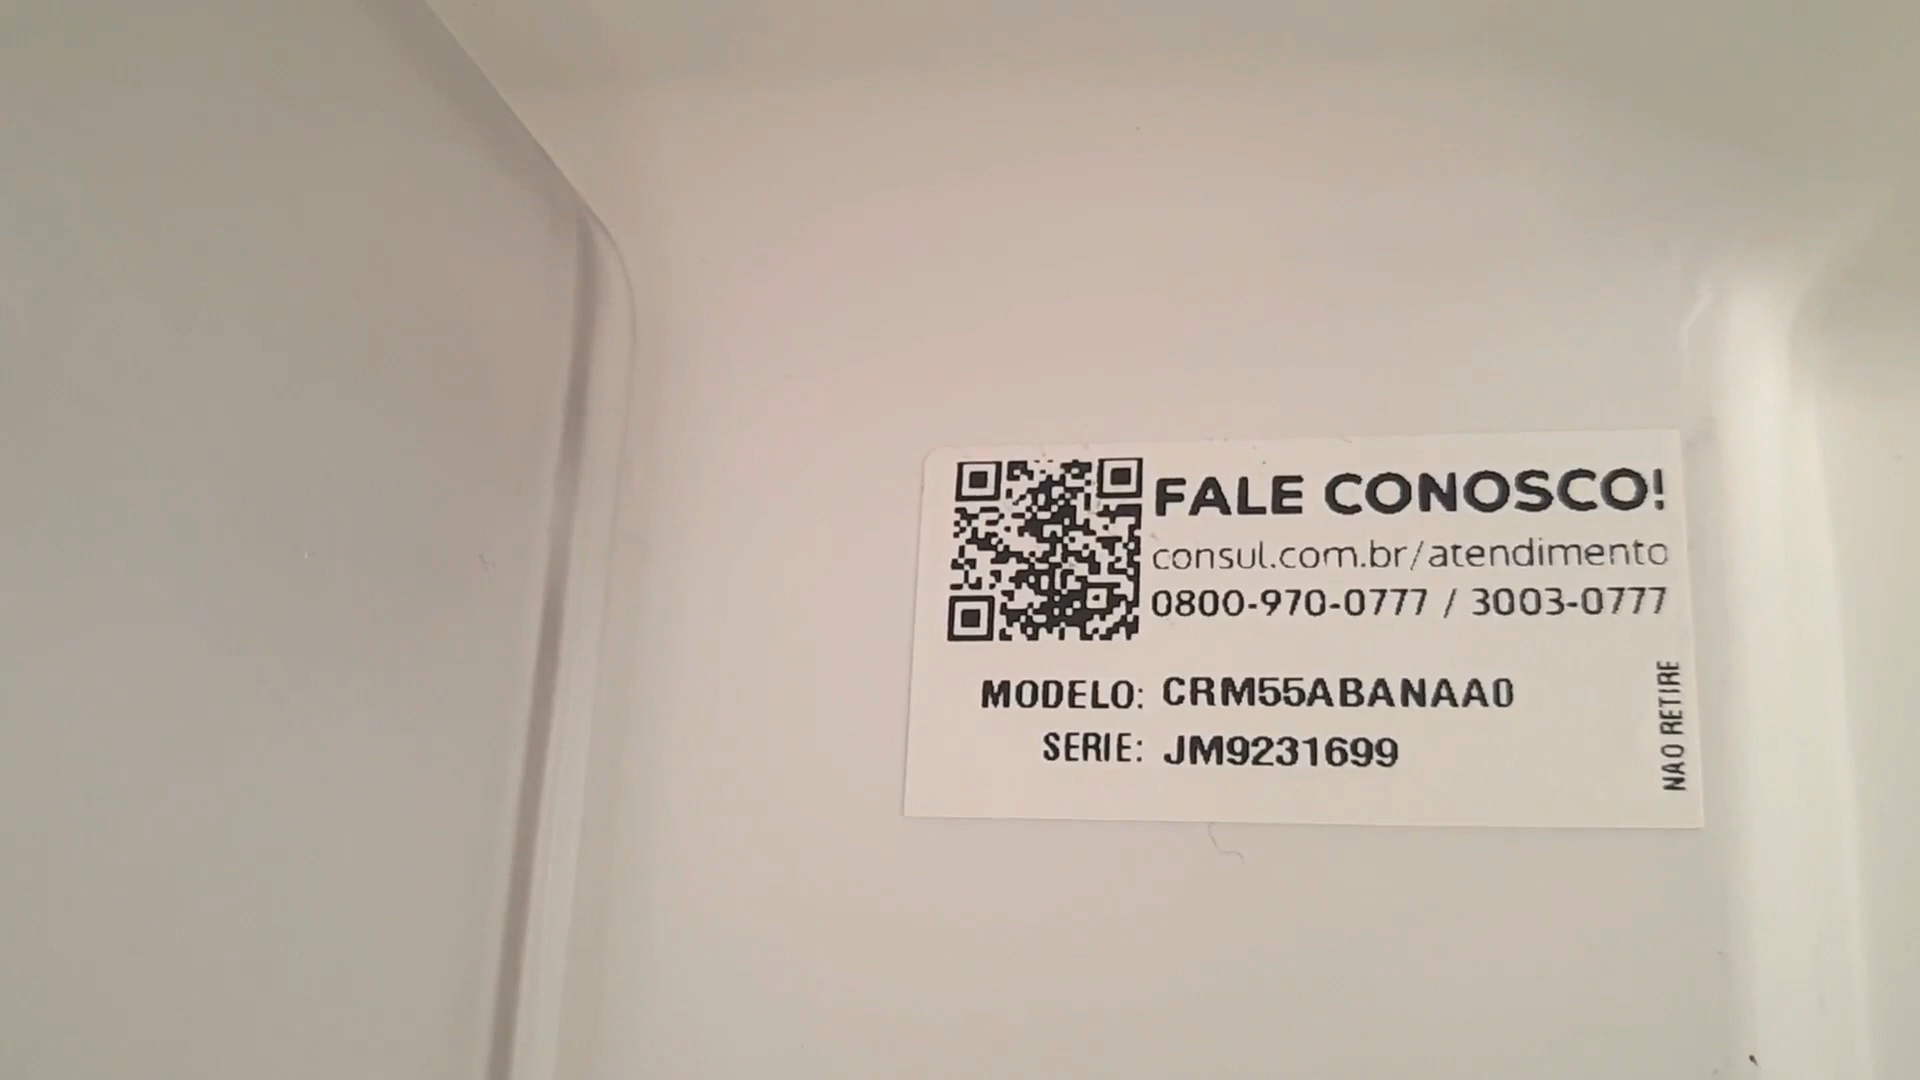 FALE CONOSCO!
consul.com.br/atendimento
0800-970-0777 / 3003-0777
MODELO: CRM55ABANAA0
SERIE: JM9231699
NAO RETIRE